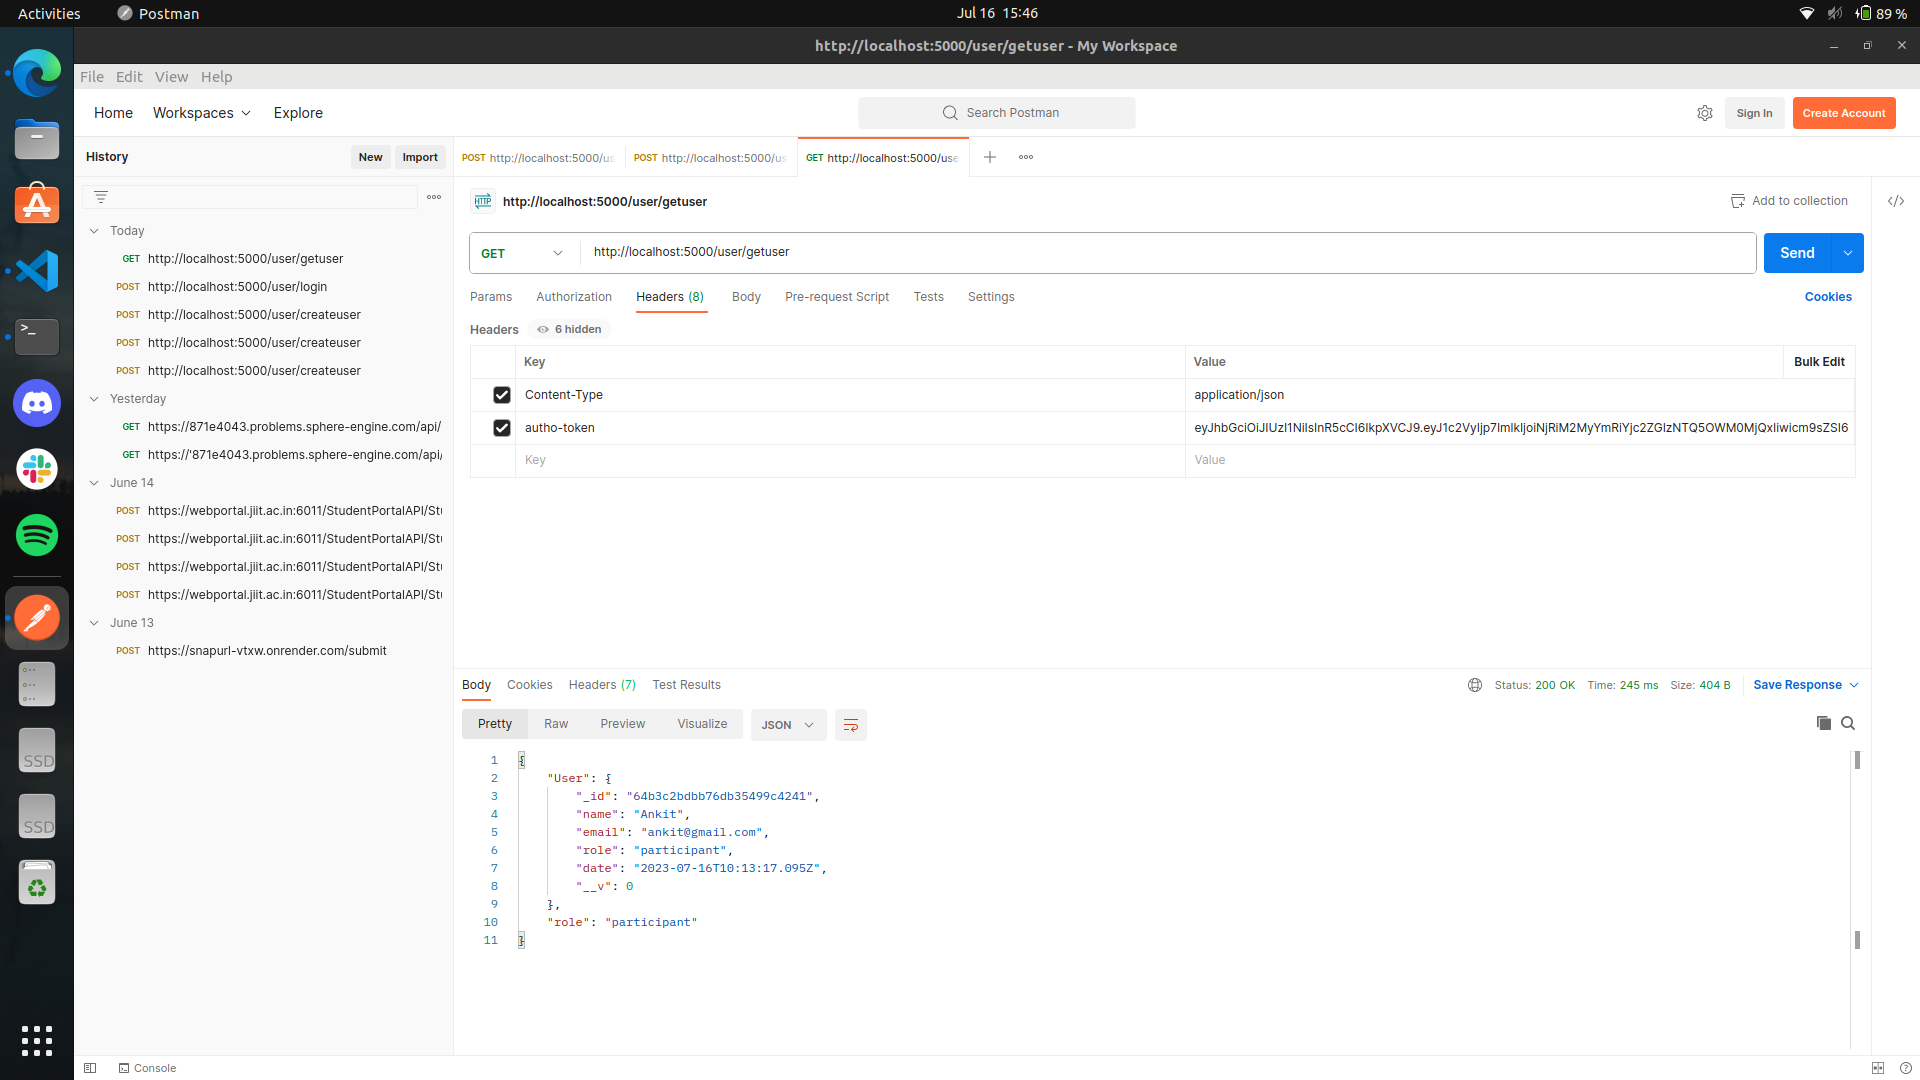 Activities
Postman
Jul 16 15:46
89 %
http://localhost:5000/user/getuser - My Workspace
File Edit View Help
Home Workspaces Explore
Search Postman
Sign In
Create Account
History
New
Import
POST http://localhost:5000/us
POST http://localhost:5000/us
GET http://localhost:5000/use
Today
GET http://localhost:5000/user/getuser
POST http://localhost:5000/user/login
POST http://localhost:5000/user/createuser
POST http://localhost:5000/user/createuser
POST http://localhost:5000/user/createuser
Yesterday
GET https://871e4043.problems.sphere-engine.com/api/
GET https://'871e4043.problems.sphere-engine.com/api/
June 14
POST https://webportal.jiit.ac.in:6011/StudentPortalAPI/Stu
POST https://webportal.jiit.ac.in:6011/StudentPortalAPI/Stu
POST https://webportal.jiit.ac.in:6011/StudentPortalAPI/Stu
POST https://webportal.jiit.ac.in:6011/StudentPortalAPI/Stu
June 13
POST https://snapurl-vtxw.onrender.com/submit
HTTP http://localhost:5000/user/getuser
Add to collection
</>
GET http://localhost:5000/user/getuser
Send
Params Authorization Headers (8) Body Pre-request Script Tests Settings
Cookies
Headers 6 hidden
Key Value Bulk Edit
Content-Type application/json
autho-token
Key Value
Body Cookies Headers (7) Test Results
Status: 200 OK Time: 245 ms Size: 404 B
Save Response
Pretty Raw Preview Visualize JSON
1 {
2 "User": {
3 "_id": "64b3c2bdbb76db35499c4241",
4 "name": "Ankit",
5 "email": "ankit@gmail.com",
6 "role": "participant",
7 "date": "2023-07-16T10:13:17.095Z",
8 "__v": 0
9 },
10 "role": "participant"
11 }
SSD
SSD
Console